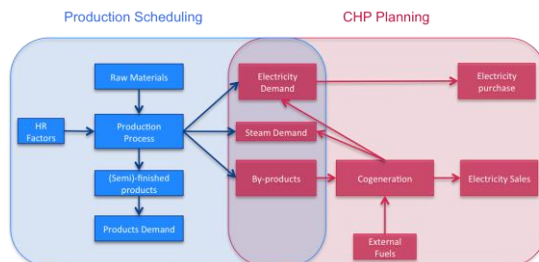 Production Scheduling
CHP Planning
Raw Materials
Electricity
Demand
Electricity
purchase
HR
Factors
Production
Process
Steam Demand
(Semi)-finished
products
By-products
Cogeneration
Electricity Sales
Products Demand
External
Fuels